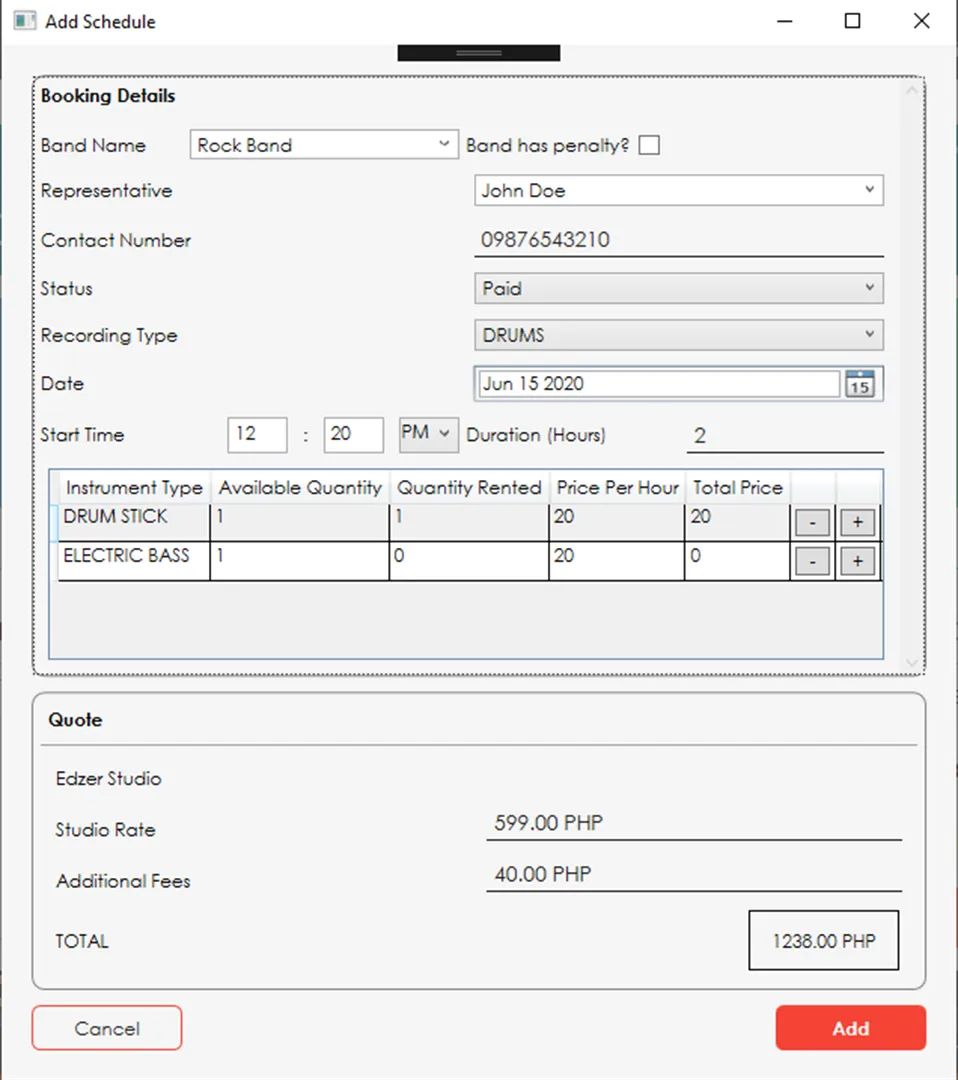 Add Schedule
Booking Details
Band Name Rock Band Band has penalty?
Representative John Doe
Contact Number 09876543210
Status Paid
Recording Type DRUMS
Date Jun 15 2020 15
Start Time 12 : 20 PM Duration (Hours) 2
Instrument Type Available Quantity Quantity Rented Price Per Hour Total Price
DRUM STICK 1 1 20 20 - +
ELECTRIC BASS 1 0 20 0 - +
Quote
Edzer Studio
Studio Rate 599.00 PHP
Additional Fees 40.00 PHP
TOTAL 1238.00 PHP
Cancel Add